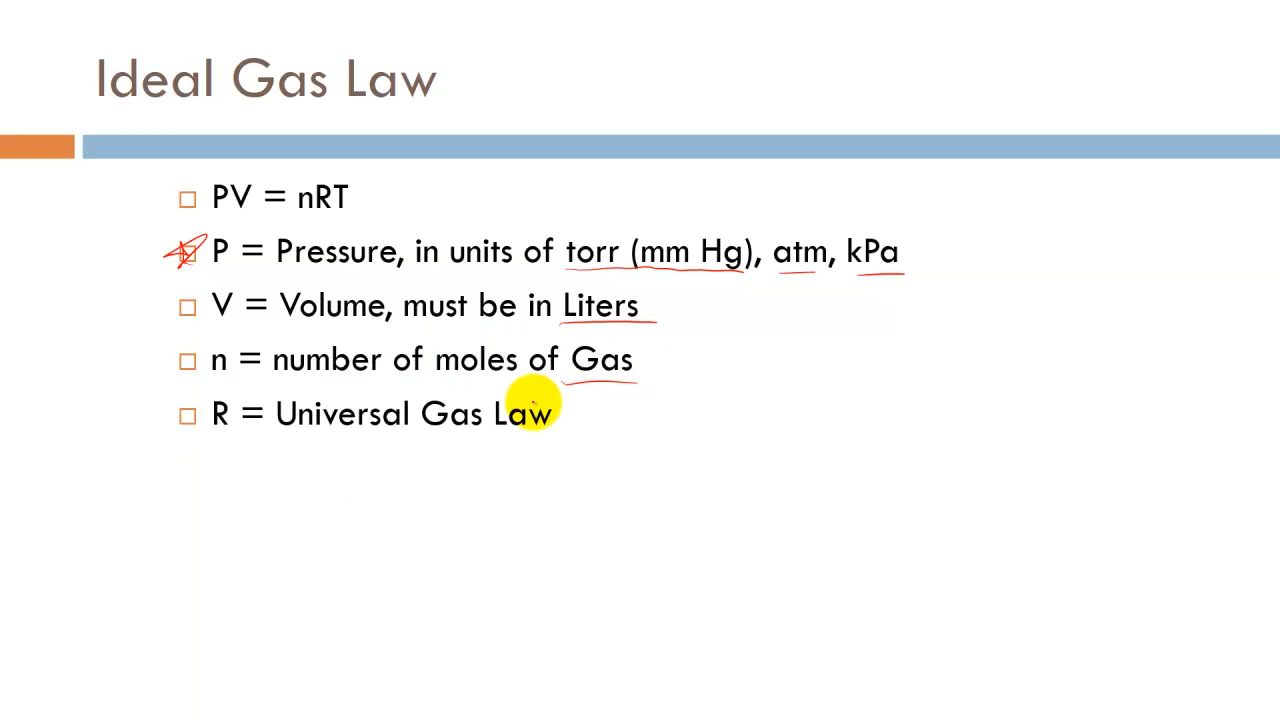 Ideal Gas Law
PV = nRT
P = Pressure, in units of torr (mm Hg), atm, kPa
V = Volume, must be in Liters
n = number of moles of Gas
R = Universal Gas Law